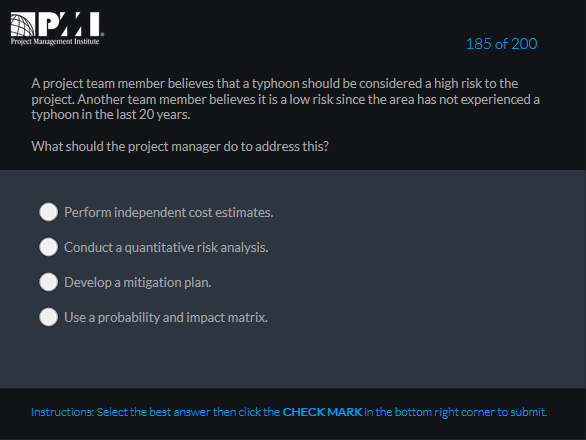 PMI
Project Management Institute
185 of 200
A project team member believes that a typhoon should be considered a high risk to the
project. Another team member believes it is a low risk since the area has not experienced a
typhoon in the last 20 years.
What should the project manager do to address this?
Perform independent cost estimates.
Conduct a quantitative risk analysis.
Develop a mitigation plan.
Use a probability and impact matrix.
Instructions: Select the best answer then click the CHECK MARK in the bottom right corner to submit.